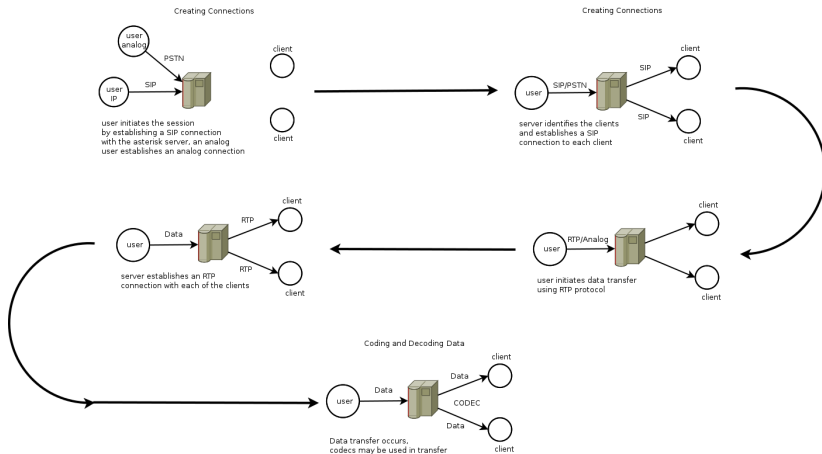 Creating Connections
user
analog
PSTN
client
user
IP
SIP
client
user initiates the session
by establishing a SIP connection
with the asterisk server, an analog
user establishes an analog connection
Creating Connections
client
user
SIP/PSTN
SIP
SIP
client
server identifies the clients
and establishes a SIP
connection to each client
client
user
RTP/Analog
client
user initiates data transfer
using RTP protocol
client
user
Data
RTP
RTP
client
server establishes an RTP
connection with each of the clients
Coding and Decoding Data
client
user
Data
Data
CODEC
Data
client
Data transfer occurs,
codecs may be used in transfer